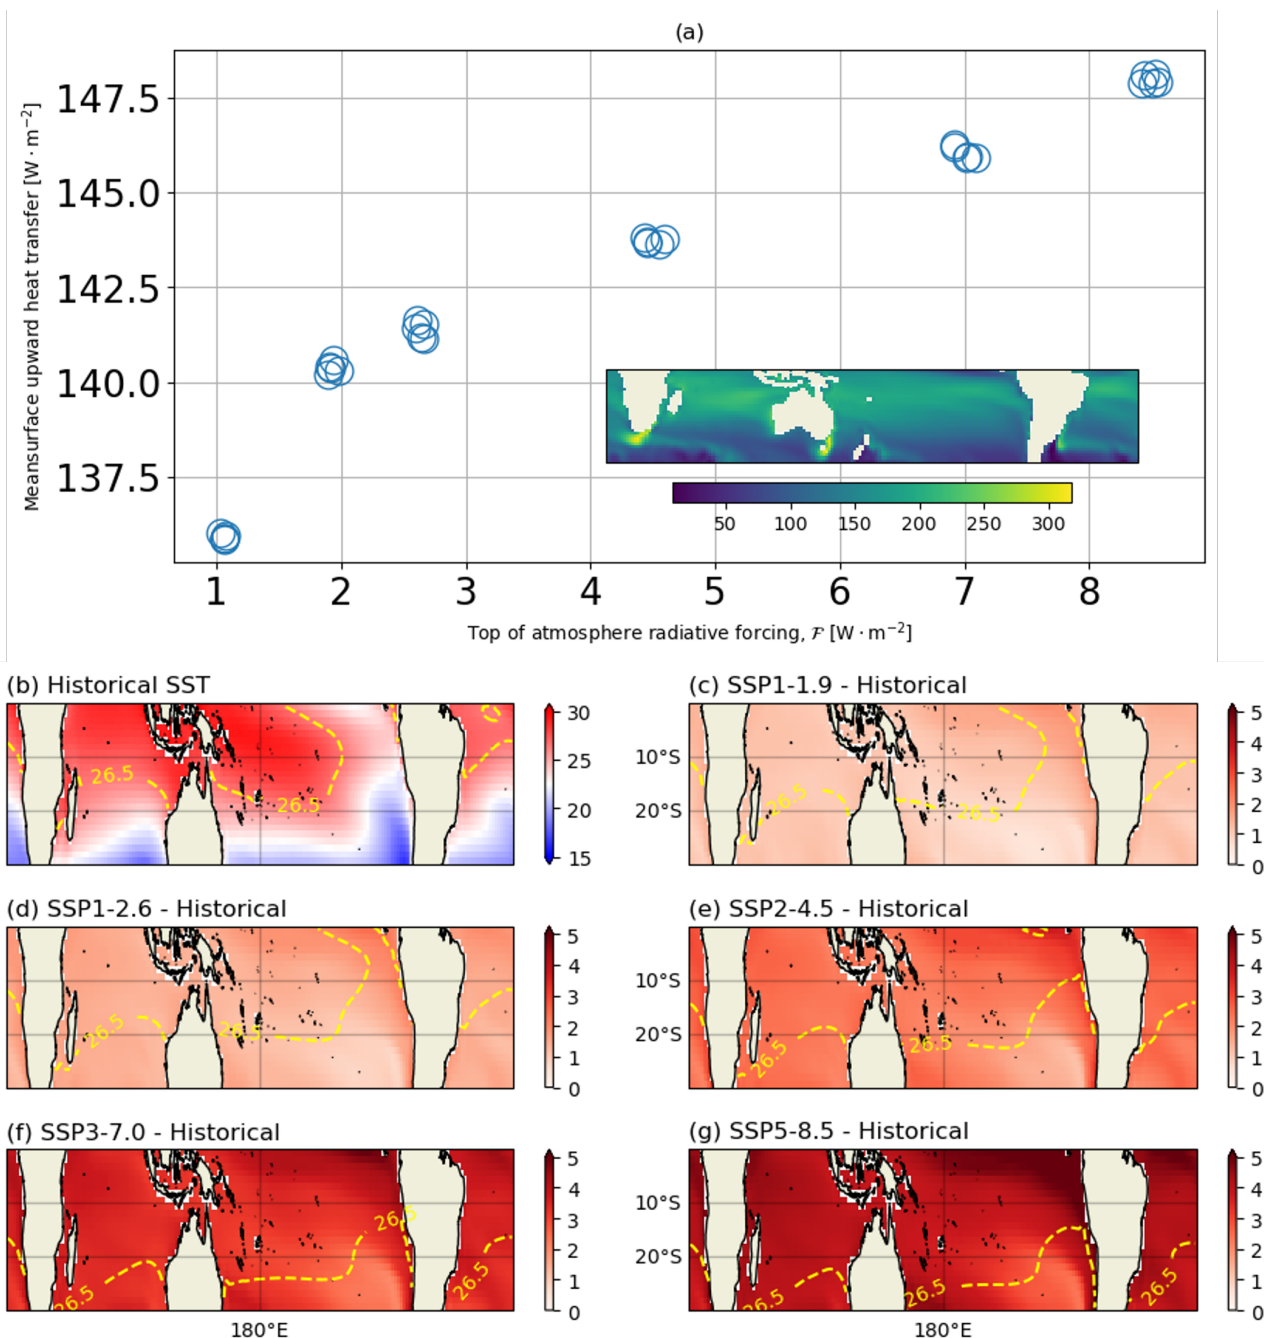 (a)
Meansurface upward heat transfer [W · m⁻²]
147.5
145.0
142.5
140.0
137.5
50 100 150 200 250 300
1 2 3 4 5 6 7 8
Top of atmosphere radiative forcing, ℱ [W · m⁻²]
(b) Historical SST
26.5
26.5
30
25
20
15
(c) SSP1-1.9 - Historical
10°S
20°S
26.5
26.5
5
4
3
2
1
0
(d) SSP1-2.6 - Historical
26.5
26.5
5
4
3
2
1
0
(e) SSP2-4.5 - Historical
10°S
20°S
26.5
26.5
5
4
3
2
1
0
(f) SSP3-7.0 - Historical
26.5
26.5
26.5
5
4
3
2
1
0
180°E
(g) SSP5-8.5 - Historical
10°S
20°S
26.5
26.5
26.5
5
4
3
2
1
0
180°E